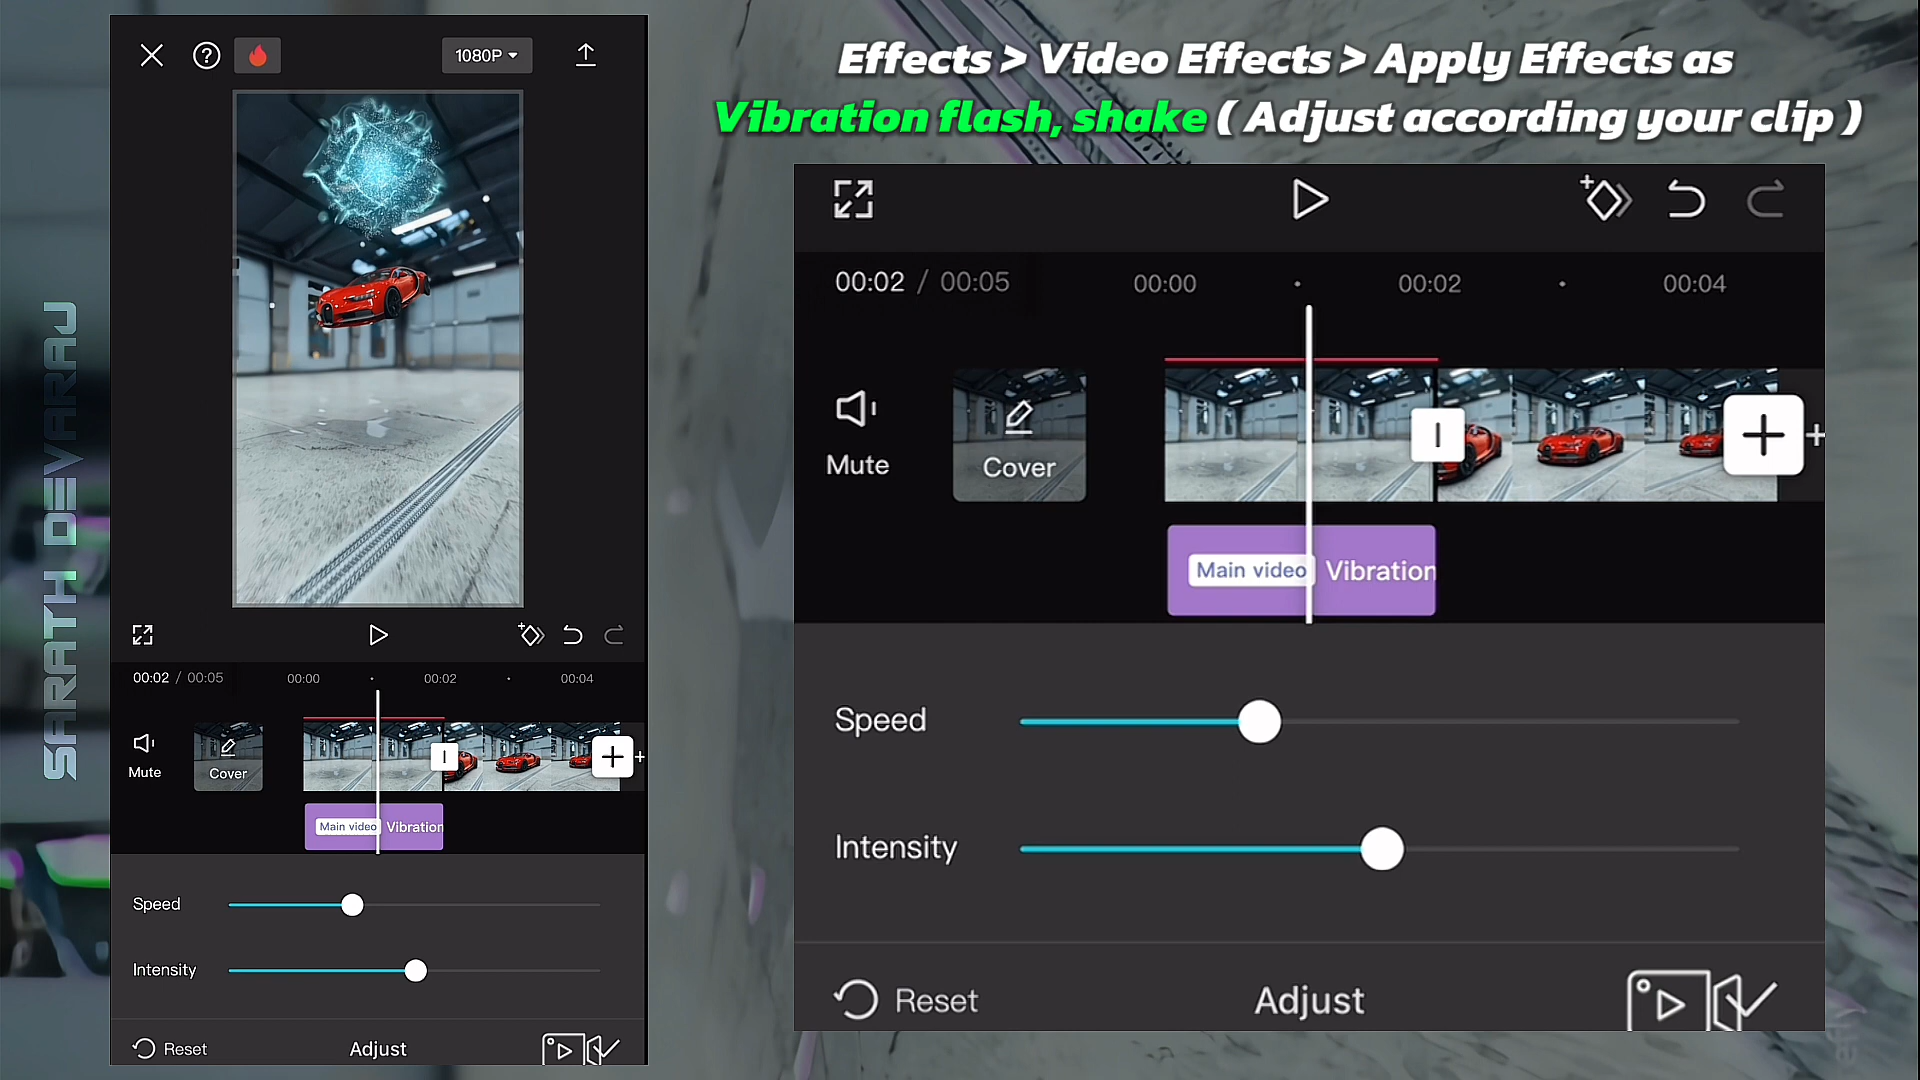 Effects > Video Effects > Apply Effects as
Vibration flash, shake ( Adjust according your clip )
SARATH DEVARAJ
1080P
00:02 / 00:05
00:00
00:02
00:04
Mute
Cover
Main video
Vibration
Speed
Intensity
Reset
Adjust
00:02 / 00:05
00:00
00:02
00:04
Mute
Cover
Main video
Vibration
Speed
Intensity
Reset
Adjust